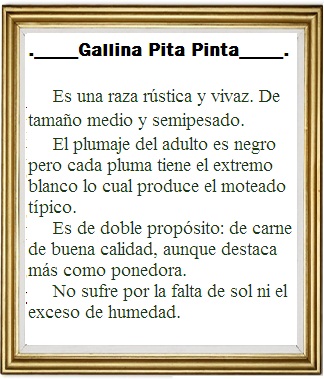 .____Gallina Pita Pinta____.
Es una raza rústica y vivaz. De
tamaño medio y semipesado.
El plumaje del adulto es negro
pero cada pluma tiene el extremo
blanco lo cual produce el moteado
típico.
Es de doble propósito: de carne
de buena calidad, aunque destaca
más como ponedora.
No sufre por la falta de sol ni el
exceso de humedad.